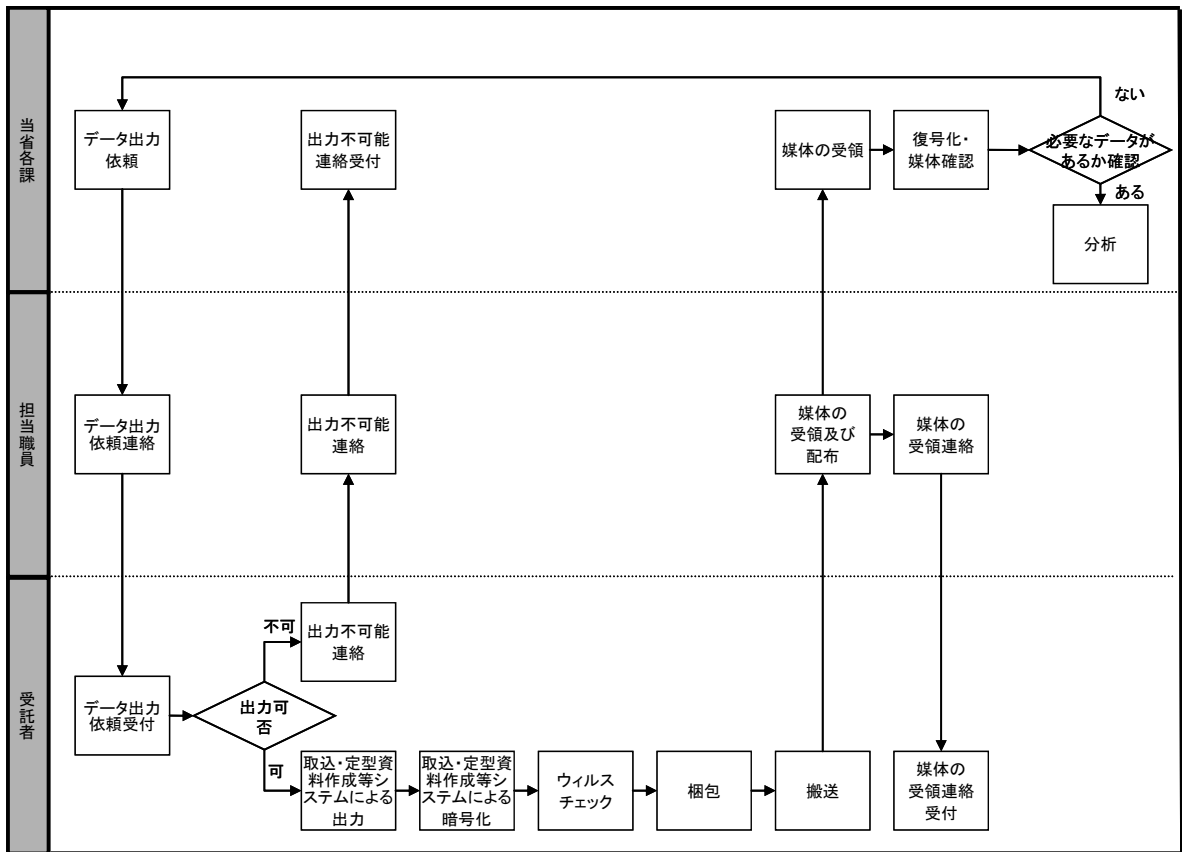 当省各課
データ出力
依頼
出力不可能
連絡受付
媒体の受領
復号化・
媒体確認
必要なデータが
あるか確認
ない
ある
分析
担当職員
データ出力
依頼連絡
出力不可能
連絡
媒体の
受領及び
配布
媒体の
受領連絡
受託者
データ出力
依頼受付
出力可
否
不可
出力不可能
連絡
可
取込・定型資
料作成等シ
ステムによる
出力
取込・定型資
料作成等シ
ステムによる
暗号化
ウィルス
チェック
梱包
搬送
媒体の
受領連絡
受付